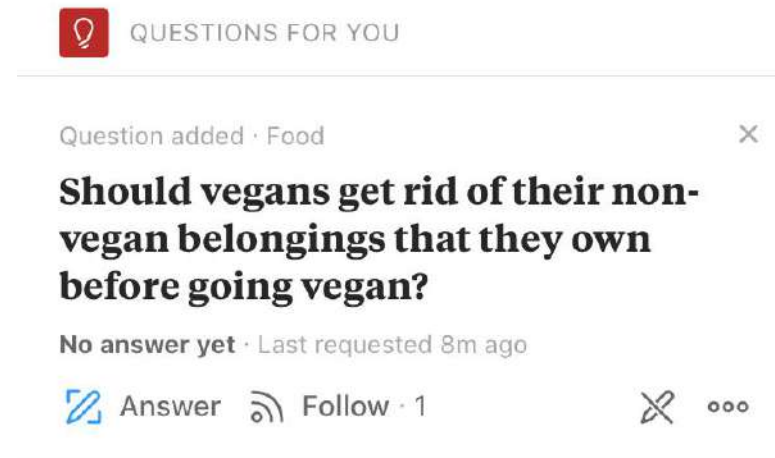 QUESTIONS FOR YOU
Question added · Food
Should vegans get rid of their non-
vegan belongings that they own
before going vegan?
No answer yet · Last requested 8m ago
Answer Follow · 1